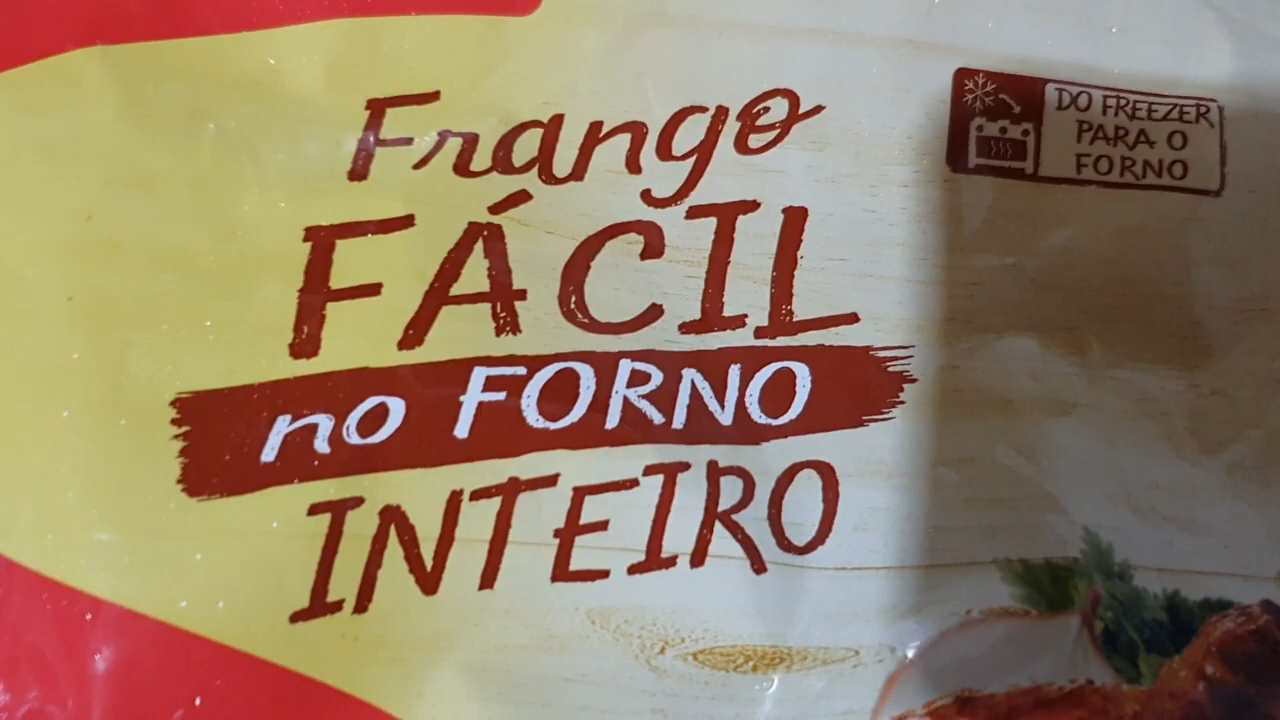 Frango
FÁCIL
no FORNO
INTEIRO
DO FREEZER
PARA O
FORNO